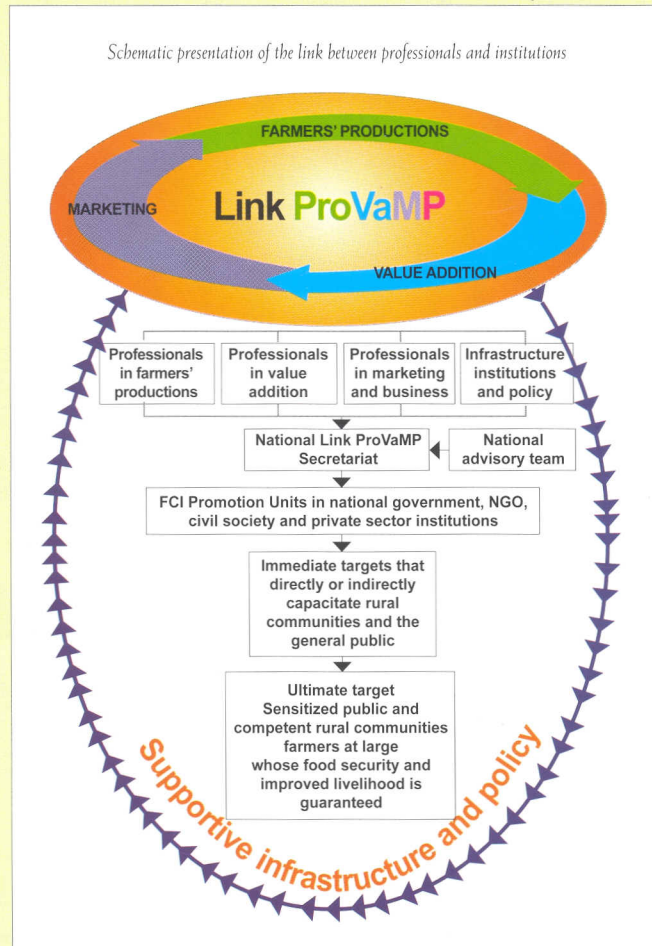 Schematic presentation of the link between professionals and institutions
FARMERS' PRODUCTIONS
MARKETING
Link ProVaMP
VALUE ADDITION
Professionals
in farmers'
productions
Professionals
in value
addition
Professionals
in marketing
and business
Infrastructure
institutions
and policy
National Link ProVaMP
Secretariat
National
advisory team
FCI Promotion Units in national government, NGO,
civil society and private sector institutions
Immediate targets that
directly or indirectly
capacitate rural
communities and the
general public
Ultimate target
Sensitized public and
competent rural communities
farmers at large
whose food security and
improved livelihood is
guaranteed
Supportive infrastructure and policy